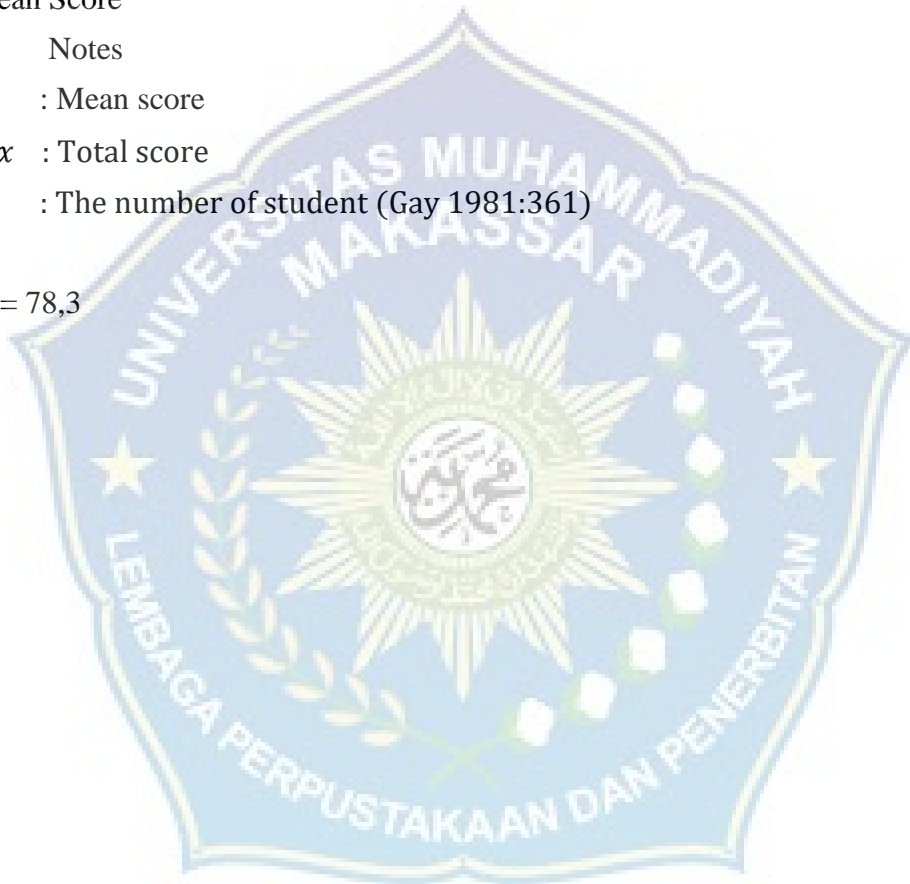 ean Score
Notes
: Mean score
x : Total score
: The number of student (Gay 1981:361)
= 78,3
UNIVERSITAS MUHAMMADIYAH
MAKASSAR
LEMBAGA PERPUSTAKAAN DAN PENERBITAN